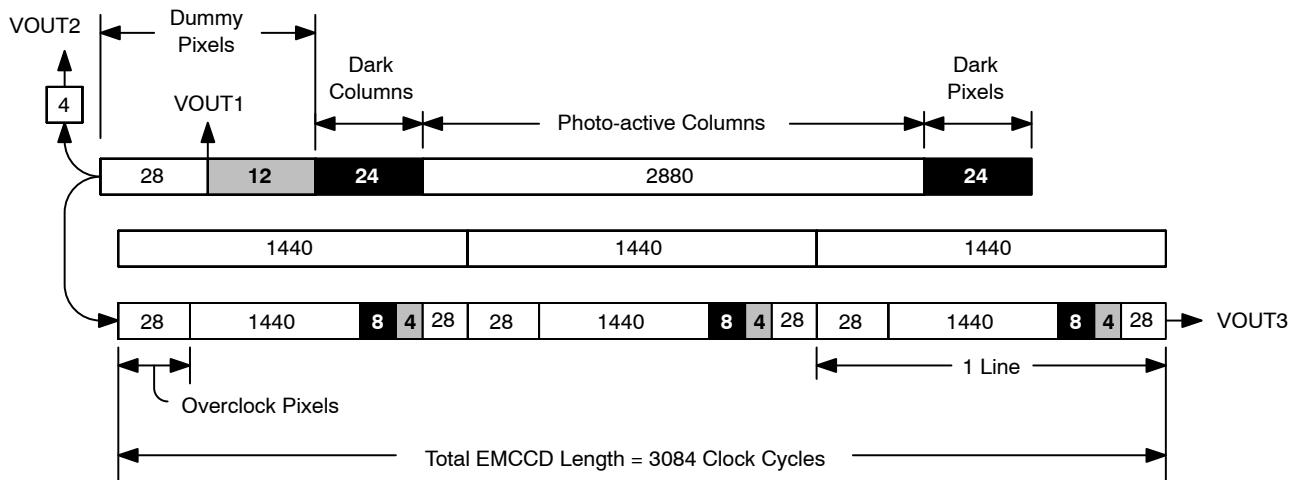 VOUT2
Dummy
Pixels
4
VOUT1
Dark
Columns
Photo-active Columns
Dark
Pixels
28 12 24 2880 24
1440 1440 1440
28 1440 8 4 28 28 1440 8 4 28 28 1440 8 4 28
VOUT3
1 Line
Overclock Pixels
Total EMCCD Length = 3084 Clock Cycles